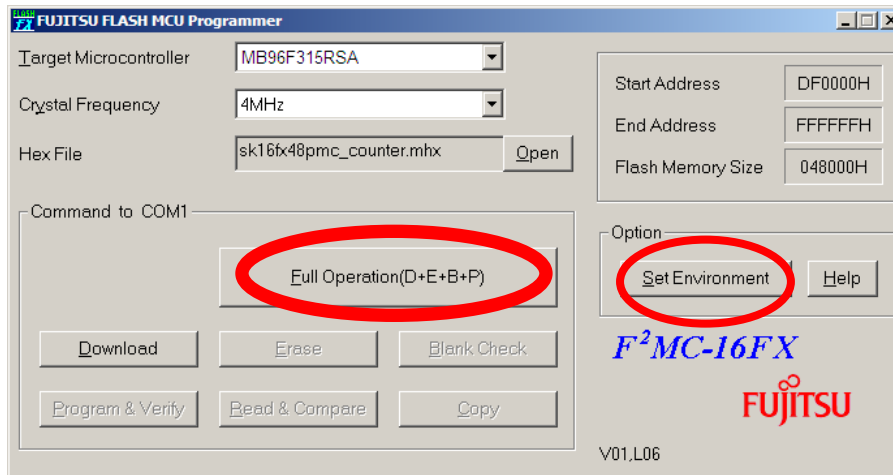 FLASH
FX FUJITSU FLASH MCU Programmer
Target Microcontroller
MB96F315RSA
Crystal Frequency
4MHz
Hex File
sk16fx48pmc_counter.mhx
Open
Start Address
DF0000H
End Address
FFFFFFH
Flash Memory Size
048000H
Command to COM1
Full Operation(D+E+B+P)
Download
Erase
Blank Check
Program & Verify
Read & Compare
Copy
Option
Set Environment
Help
F²MC-16FX
FUJITSU
V01,L06